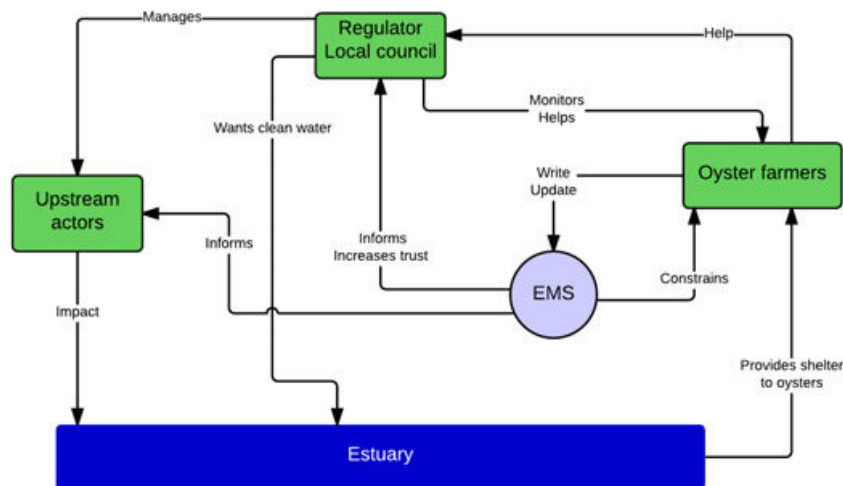 Manages
Regulator
Local council
Help
Wants clean water
Monitors
Helps
Upstream
actors
Oyster farmers
Write
Update
Informs
Informs
Increases trust
EMS
Constrains
Impact
Provides shelter
to oysters
Estuary